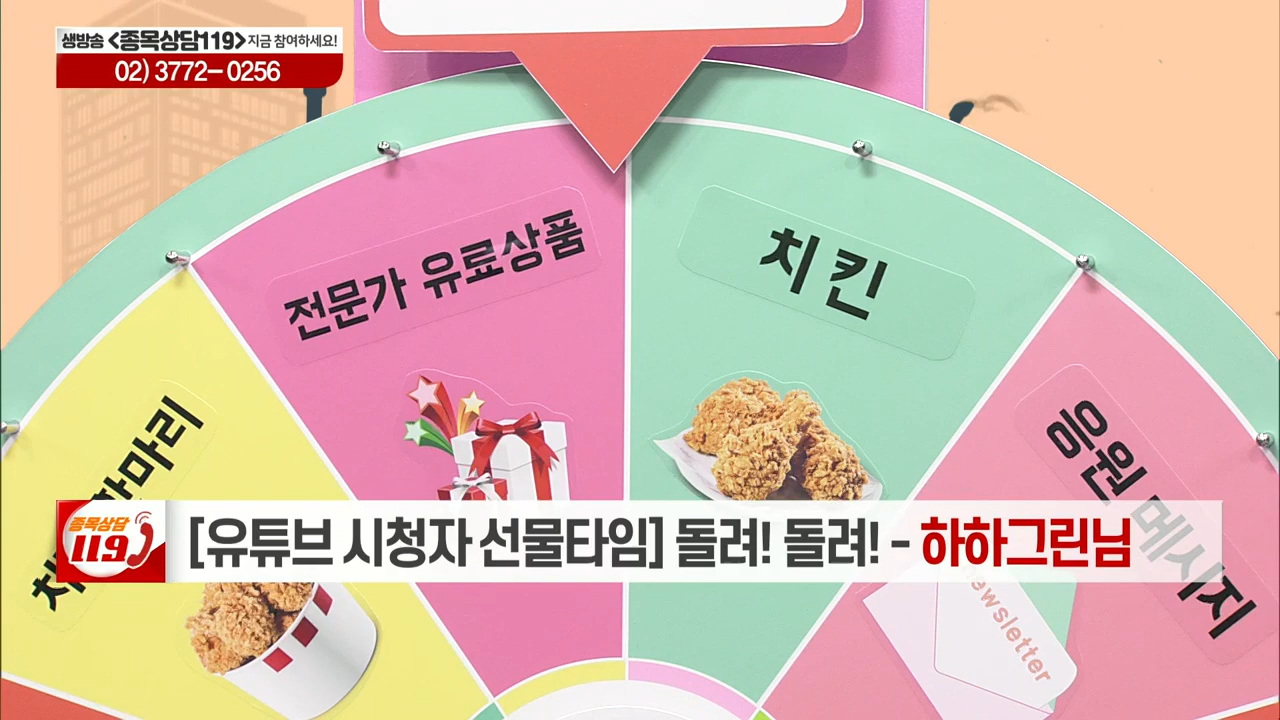 생방송 <종목상담119> 지금 참여하세요!
02) 3772-0256
전문가 유료상품
치킨
응원 메시지
종목상담
119
[유튜브 시청자 선물타임] 돌려! 돌려! - 하하그린님
newsletter